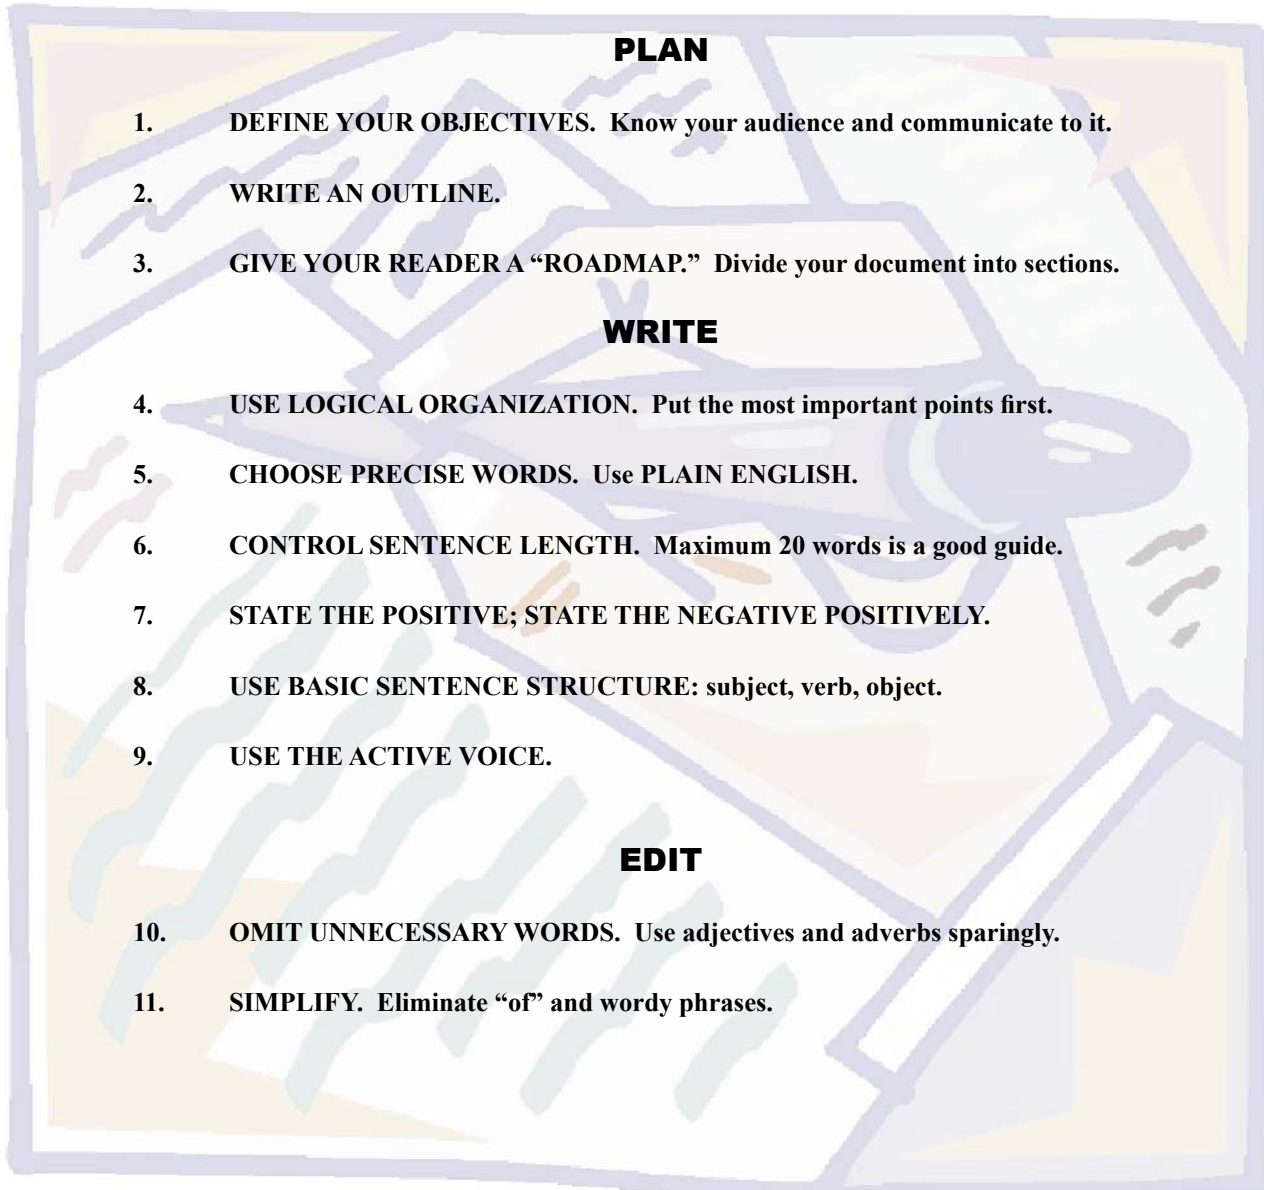 PLAN
1. DEFINE YOUR OBJECTIVES. Know your audience and communicate to it.
2. WRITE AN OUTLINE.
3. GIVE YOUR READER A “ROADMAP.” Divide your document into sections.
WRITE
4. USE LOGICAL ORGANIZATION. Put the most important points first.
5. CHOOSE PRECISE WORDS. Use PLAIN ENGLISH.
6. CONTROL SENTENCE LENGTH. Maximum 20 words is a good guide.
7. STATE THE POSITIVE; STATE THE NEGATIVE POSITIVELY.
8. USE BASIC SENTENCE STRUCTURE: subject, verb, object.
9. USE THE ACTIVE VOICE.
EDIT
10. OMIT UNNECESSARY WORDS. Use adjectives and adverbs sparingly.
11. SIMPLIFY. Eliminate “of” and wordy phrases.